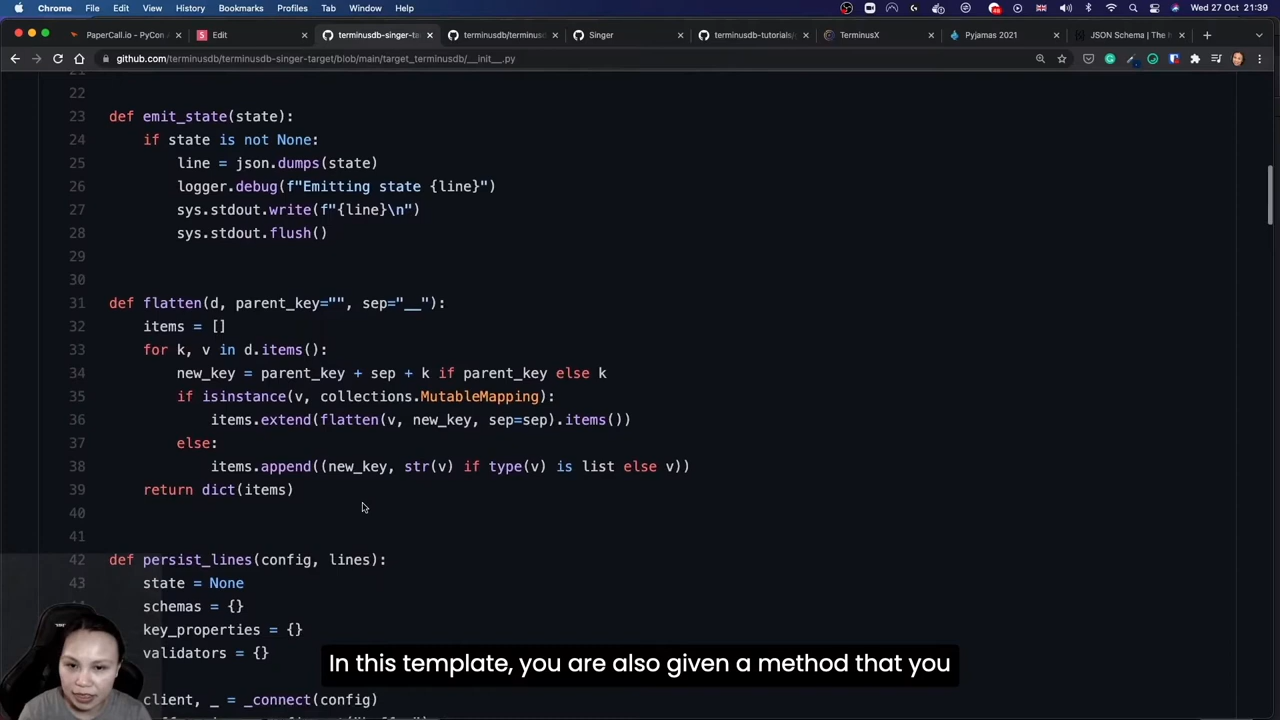 Chrome File Edit View History Bookmarks Profiles Tab Window Help Wed 27 Oct 21:39
PaperCall.io - PyCon Edit terminusdb-singer-ta terminusdb/terminusdb Singer terminusdb-tutorials/ TerminusX Pyjamas 2021 JSON Schema | The h
github.com/terminusdb/terminusdb-singer-target/blob/main/target_terminusdb/__init__.py
21
22
23 def emit_state(state):
24 if state is not None:
25 line = json.dumps(state)
26 logger.debug(f"Emitting state {line}")
27 sys.stdout.write(f"{line}\n")
28 sys.stdout.flush()
29
30
31 def flatten(d, parent_key="", sep="__"):
32 items = []
33 for k, v in d.items():
34 new_key = parent_key + sep + k if parent_key else k
35 if isinstance(v, collections.MutableMapping):
36 items.extend(flatten(v, new_key, sep=sep).items())
37 else:
38 items.append((new_key, str(v) if type(v) is list else v))
39 return dict(items)
40
41
42 def persist_lines(config, lines):
43 state = None
schemas = {}
key_properties = {}
validators = {}
client, _ = _connect(config)
In this template, you are also given a method that you